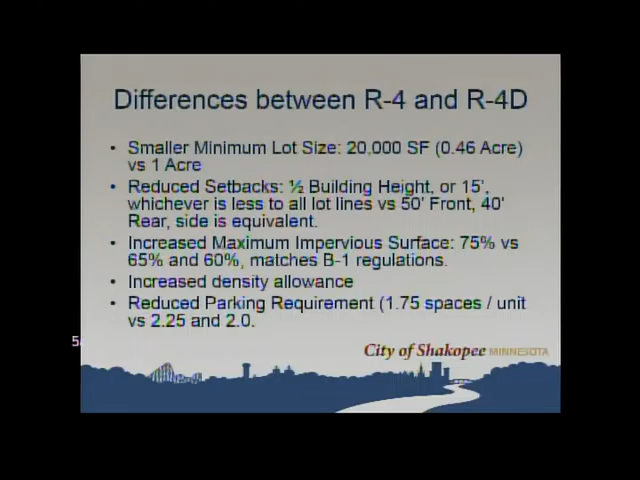 Differences between R-4 and R-4D
• Smaller Minimum Lot Size: 20,000 SF (0.46 Acre)
vs 1 Acre
• Reduced Setbacks: ½ Building Height, or 15',
whichever is less to all lot lines vs 50' Front, 40'
Rear, side is equivalent.
• Increased Maximum Impervious Surface: 75% vs
65% and 60%, matches B-1 regulations.
• Increased density allowance
• Reduced Parking Requirement (1.75 spaces / unit
vs 2.25 and 2.0.
5
City of Shakopee MINNESOTA